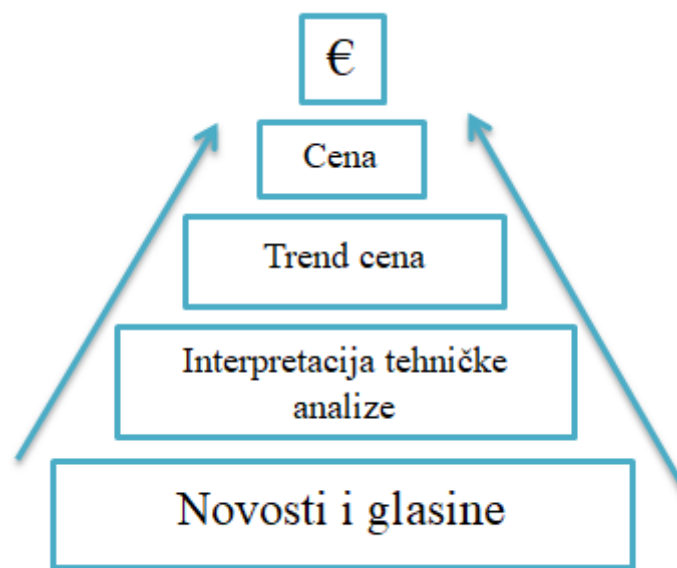 €
Cena
Trend cena
Interpretacija tehničke
analize
Novosti i glasine